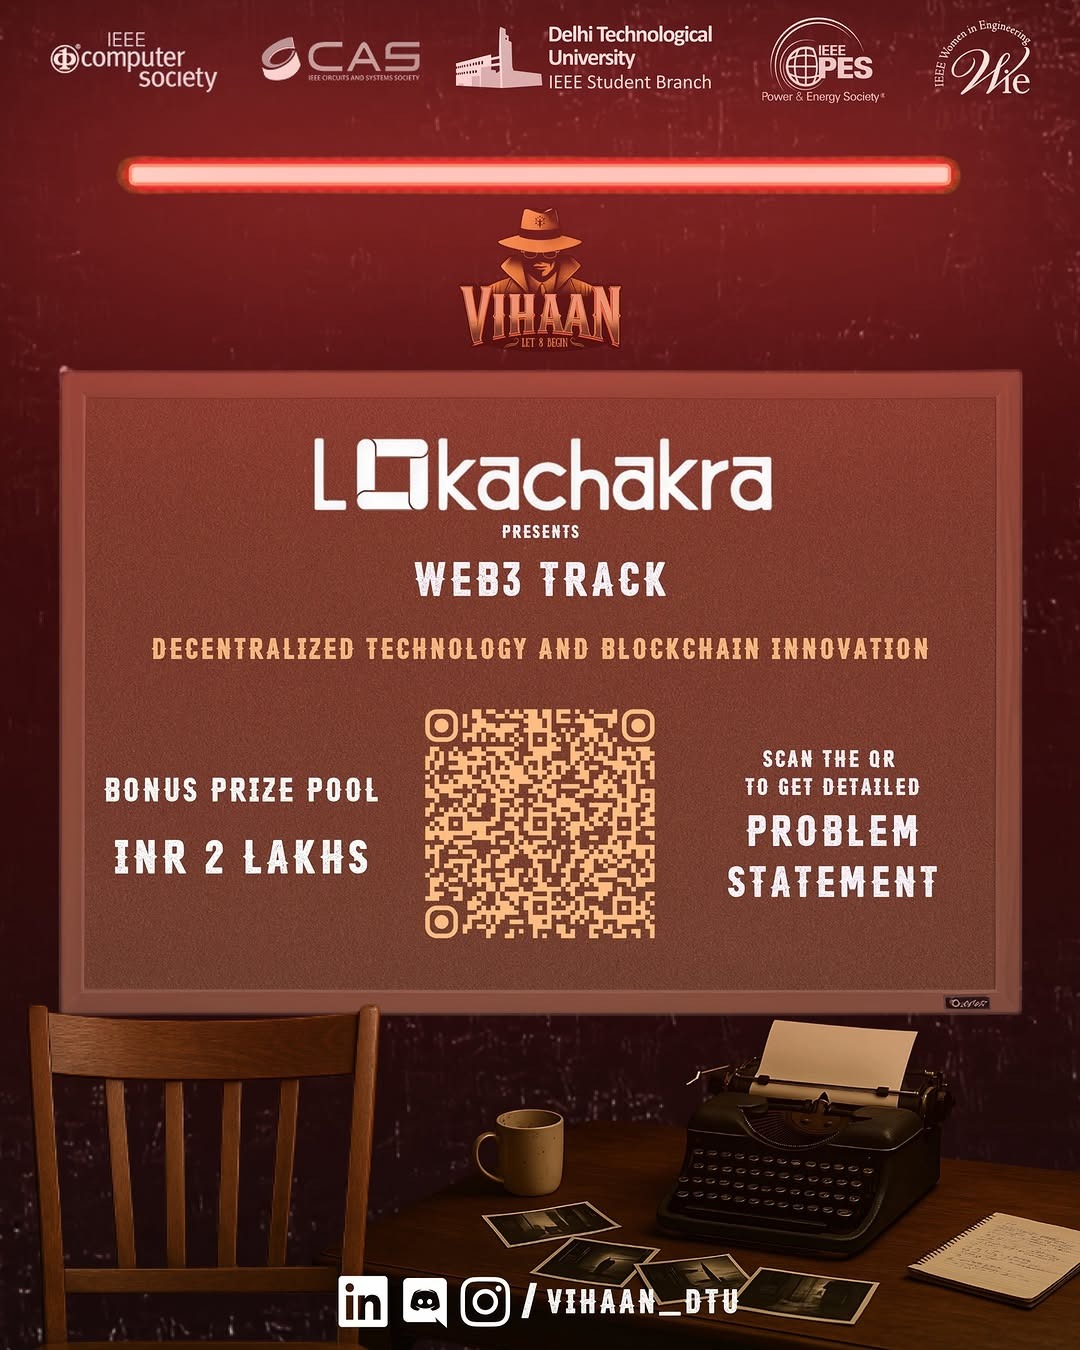 IEEE
computer
society
CAS
IEEE CIRCUITS AND SYSTEMS SOCIETY
Delhi Technological
University
IEEE Student Branch
IEEE
PES
Power & Energy Society®
IEEE Women in Engineering
WIE
VIHAAN
LET 8 BEGIN
Lokachakra
PRESENTS
WEB3 TRACK
DECENTRALIZED TECHNOLOGY AND BLOCKCHAIN INNOVATION
BONUS PRIZE POOL
INR 2 LAKHS
SCAN THE QR
TO GET DETAILED
PROBLEM
STATEMENT
in
/ VIHAAN_DTU